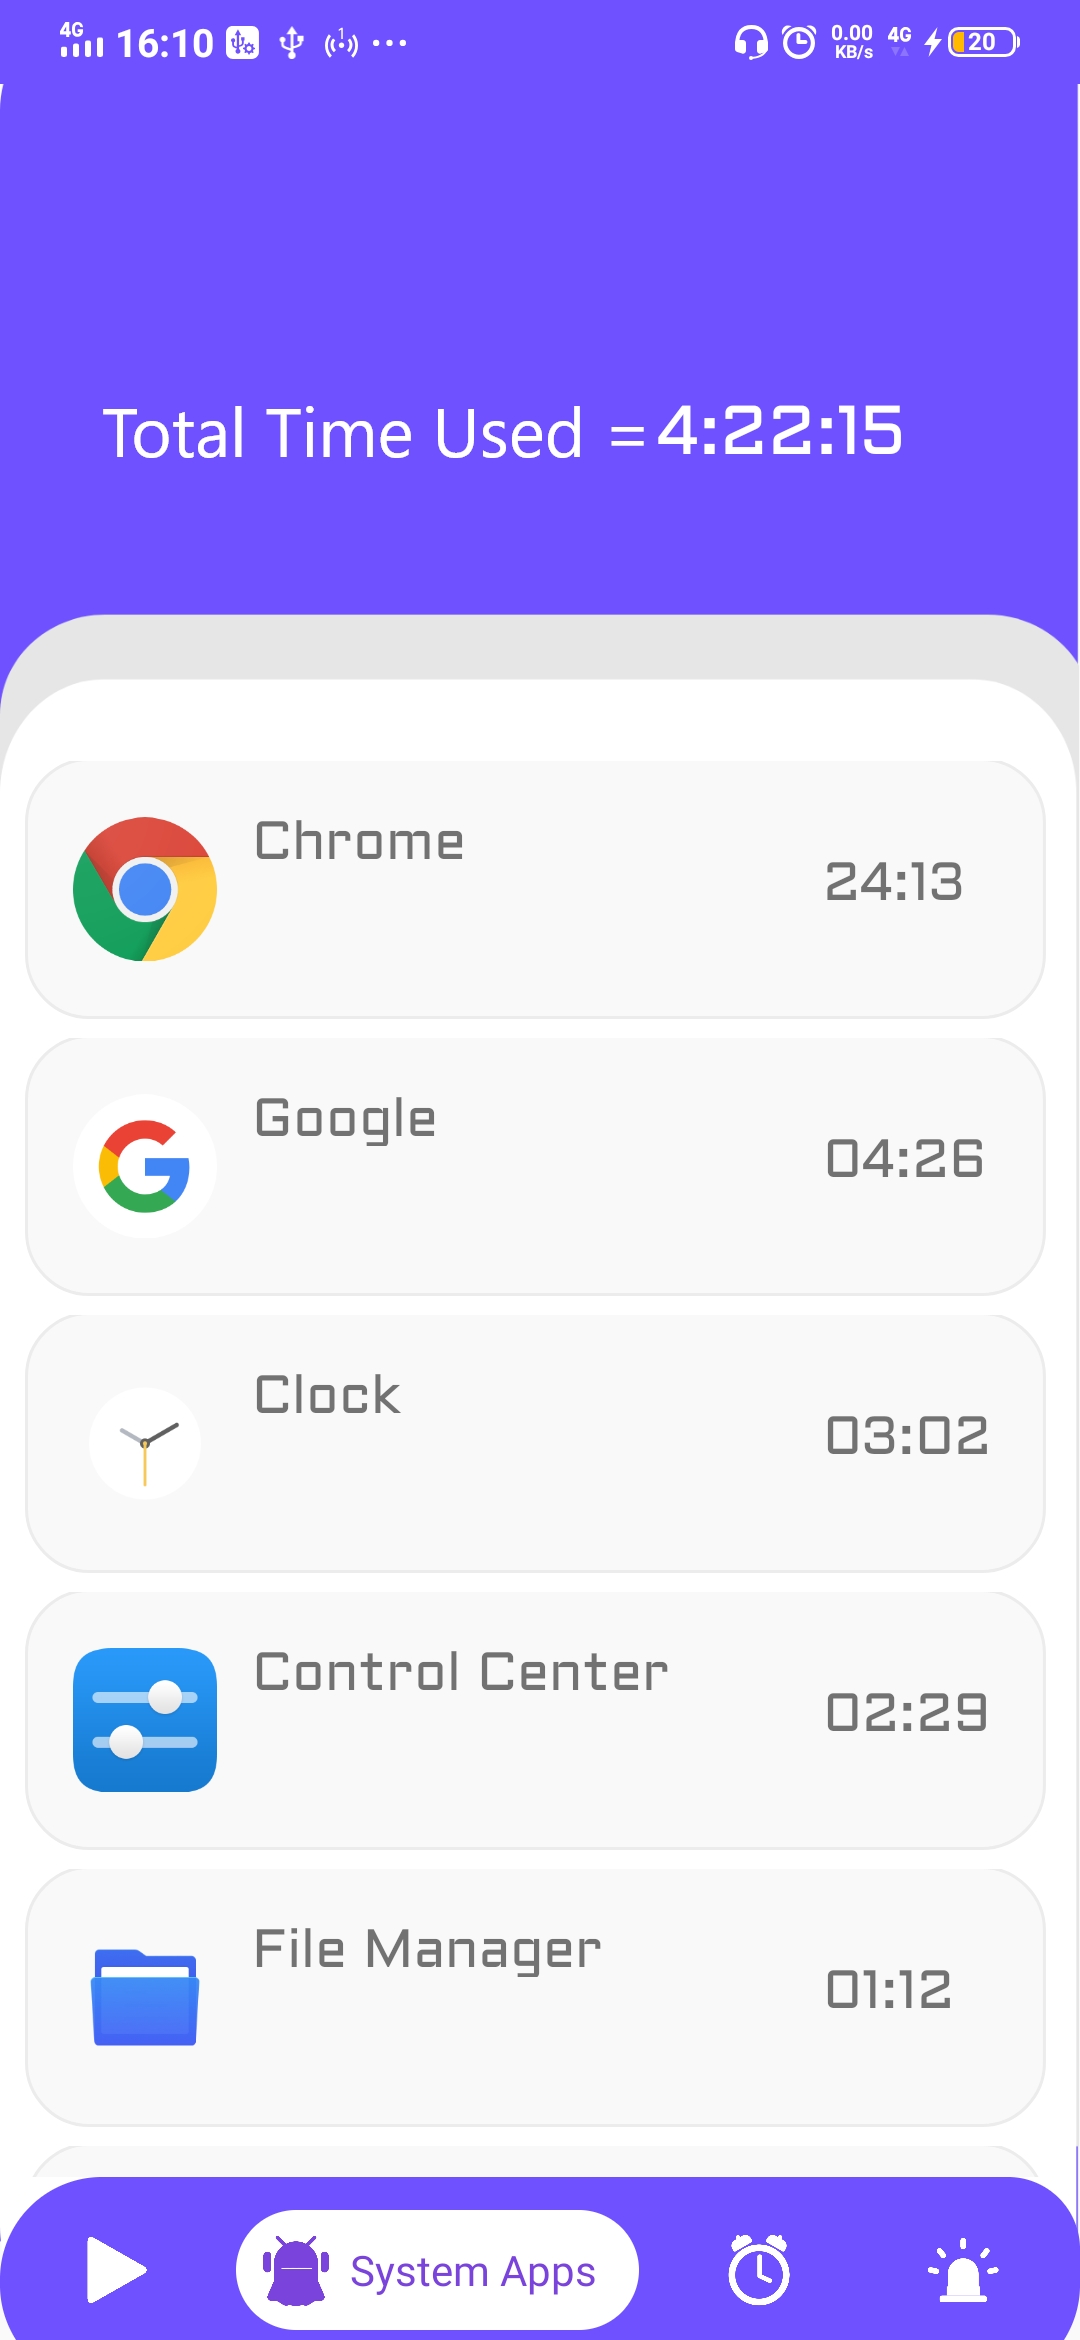 4G 16:10 1 0.00 KB/s 4G 20
Total Time Used =4:22:15
Chrome
24:13
Google
04:26
Clock
03:02
Control Center
02:29
File Manager
01:12
System Apps